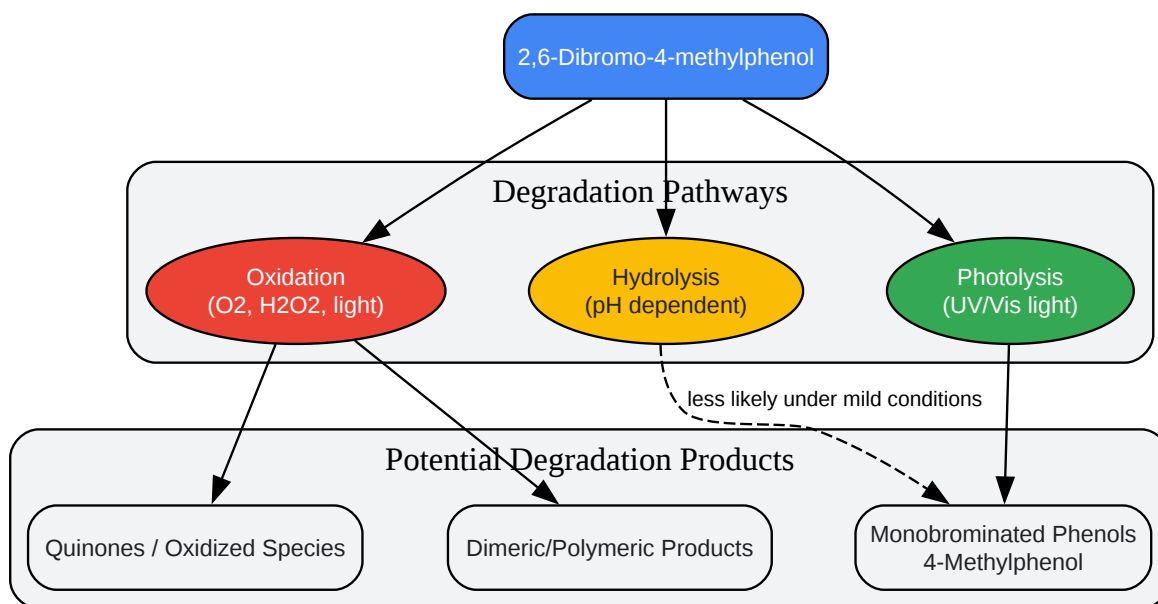 2,6-Dibromo-4-methylphenol
Degradation Pathways
Oxidation
(O2, H2O2, light)
Hydrolysis
(pH dependent)
Photolysis
(UV/Vis light)
less likely under mild conditions
Potential Degradation Products
Quinones / Oxidized Species
Dimeric/Polymeric Products
Monobrominated Phenols
4-Methylphenol